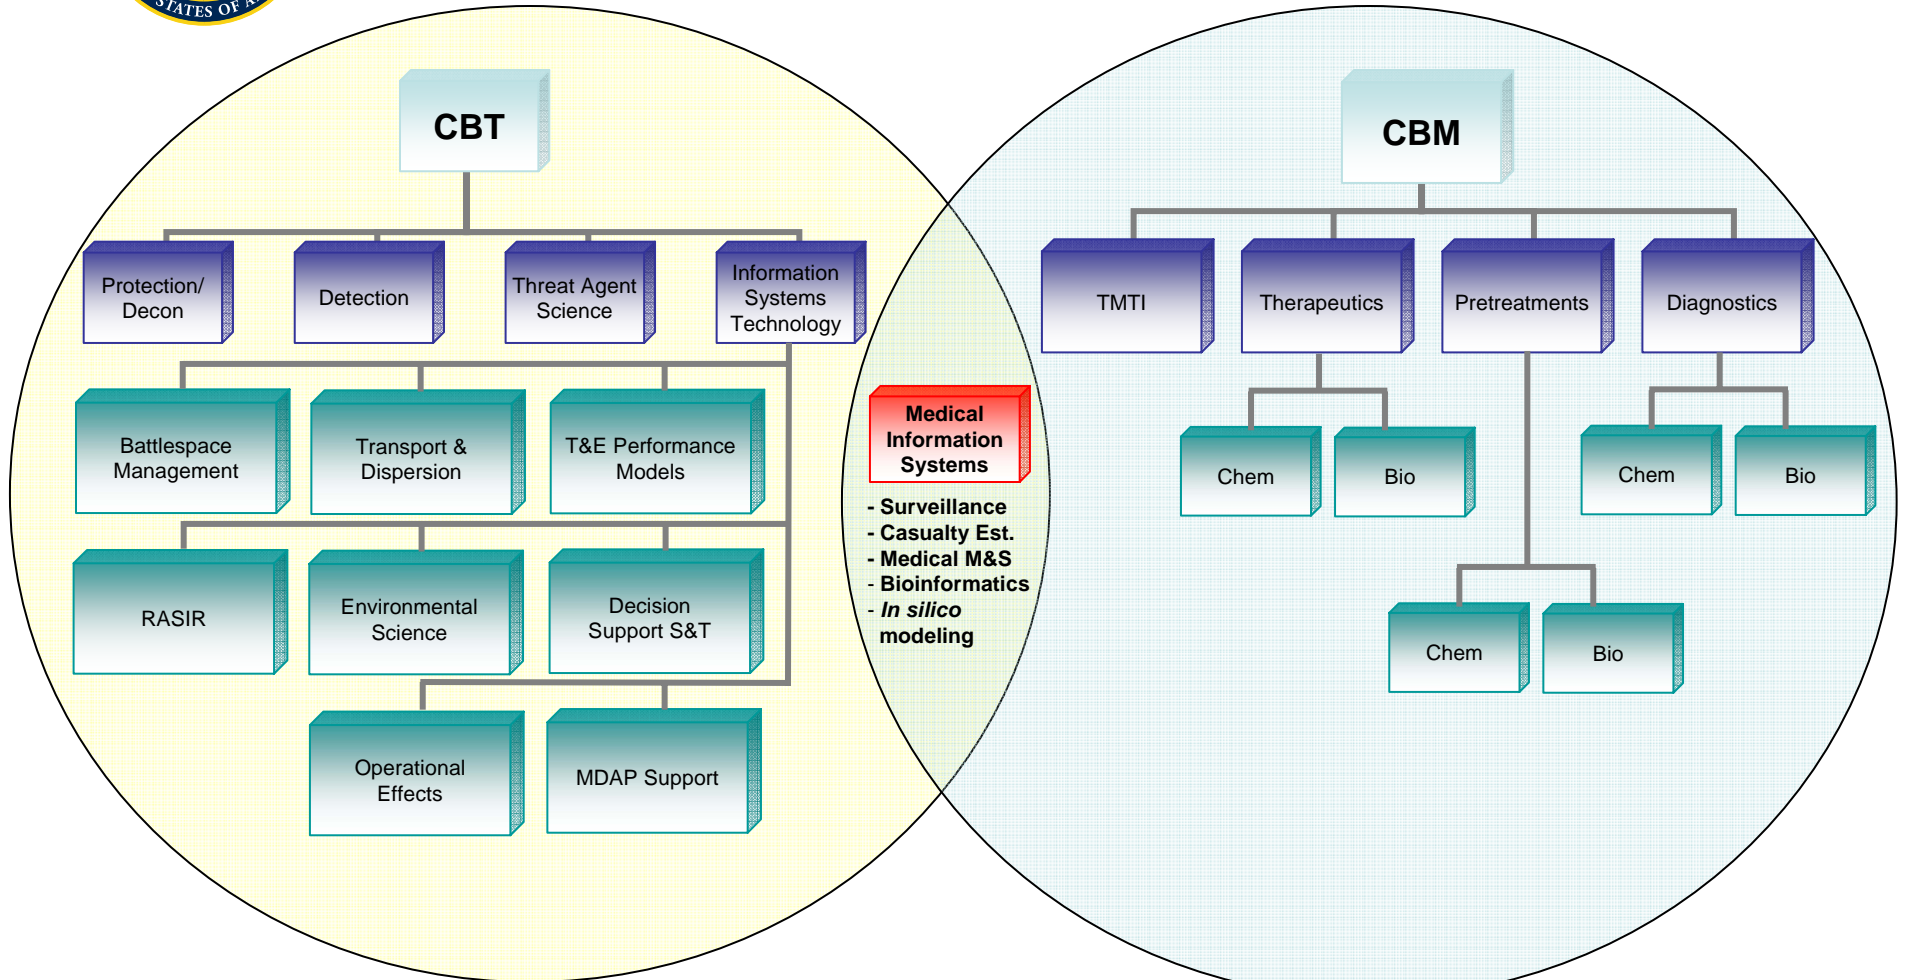 STATES OF A
CBT
Protection/
Decon
Detection
Threat Agent
Science
Information
Systems
Technology
Battlespace
Management
Transport &
Dispersion
T&E Performance
Models
RASIR
Environmental
Science
Decision
Support S&T
Operational
Effects
MDAP Support
Medical
Information
Systems
- Surveillance
- Casualty Est.
- Medical M&S
- Bioinformatics
- In silico
modeling
CBM
TMTI
Therapeutics
Pretreatments
Diagnostics
Chem
Bio
Chem
Bio
Chem
Bio